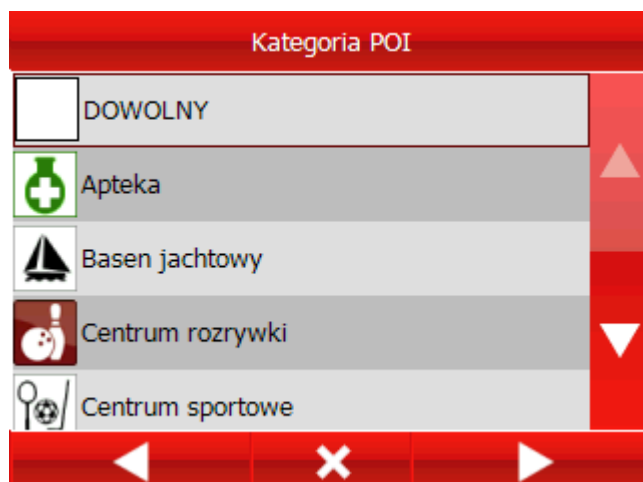 Kategoria POI
DOWOLNY
Apteka
Basen jachtowy
Centrum rozrywki
Centrum sportowe